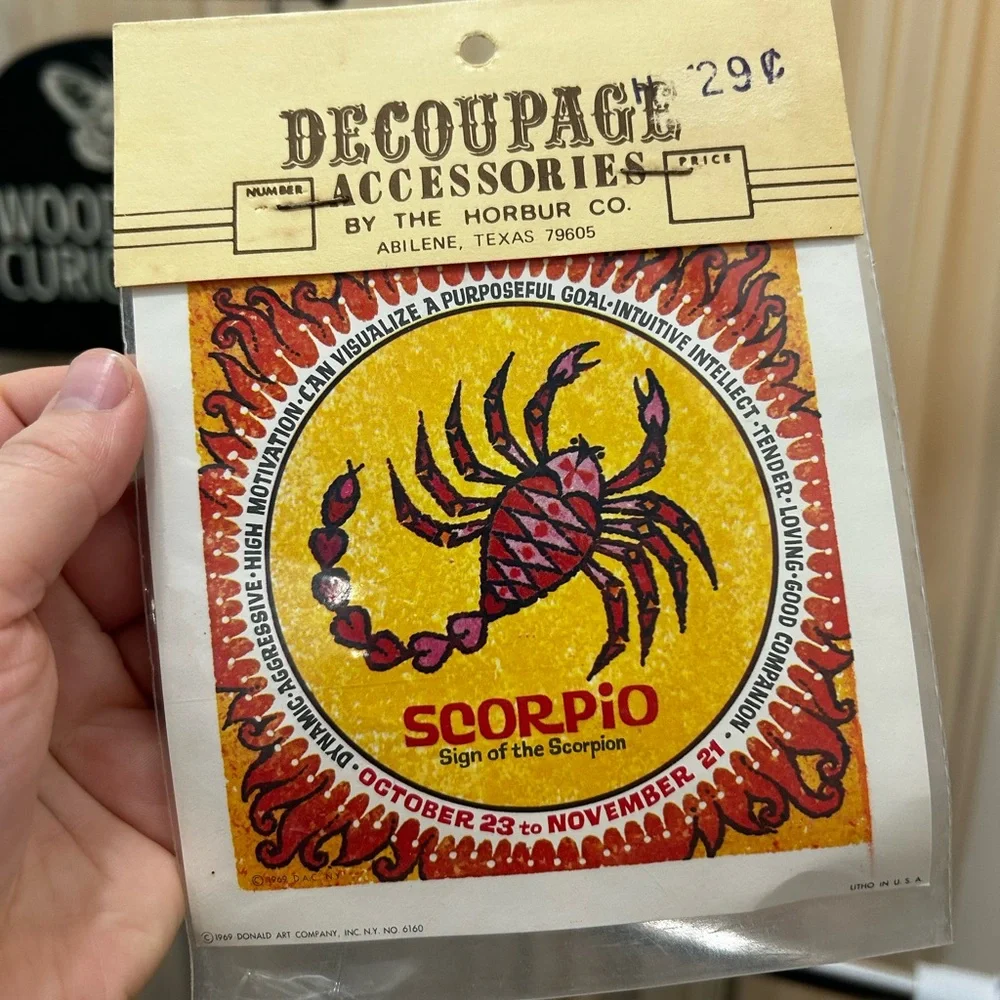 29¢
DECOUPAGE
ACCESSORIES
NUMBER
PRICE
BY THE HORBUR CO.
ABILENE, TEXAS 79605
DYNAMIC·AGGRESSIVE·HIGH MOTIVATION·CAN VISUALIZE A PURPOSEFUL GOAL·INTUITIVE INTELLECT·TENDER·LOVING·GOOD COMPANION·
SCORPiO
Sign of the Scorpion
OCTOBER 23 to NOVEMBER 21
©1969 D.A.C. N.Y.
LITHO IN U.S.A.
©1969 DONALD ART COMPANY, INC. N.Y. NO. 6160